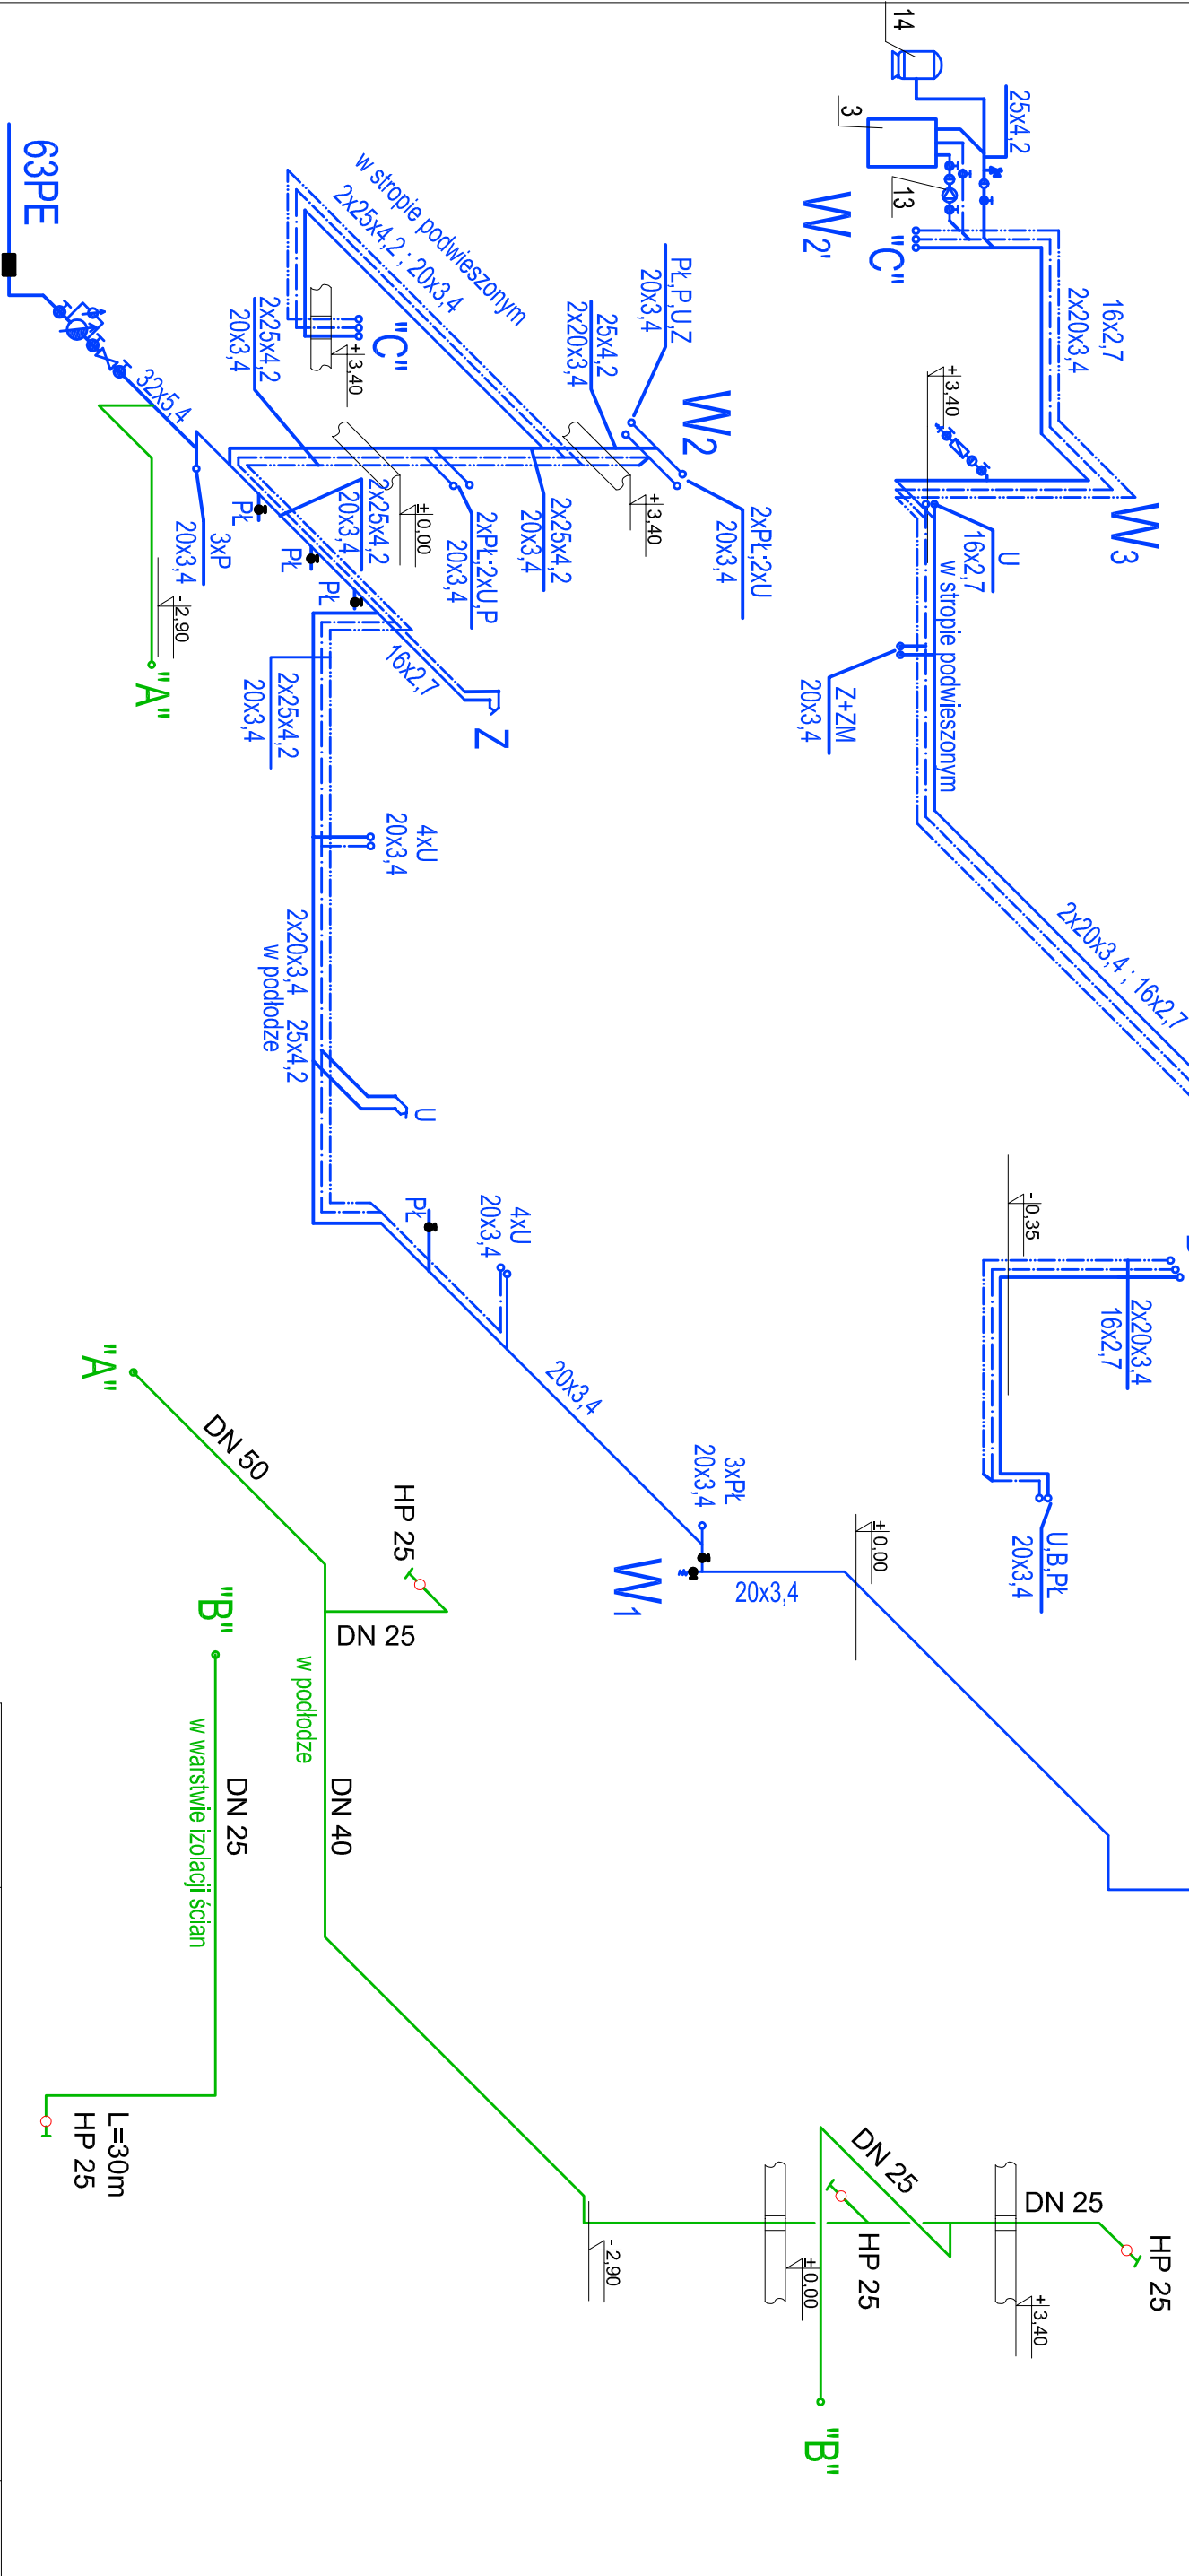 14
25x4,2
3
13
W2'
"C"
16x2,7
2x20x3,4
w stropie podwieszonym
2x25x4,2 ; 20x3,4
63PE
PŁ,P,U,Z
20x3,4
25x4,2
2x20x3,4
2x25x4,2
20x3,4
"C"
+3,40
W2
+3,40
32x5,4
W3
+3,40
±0,00
2xPŁ;2xU
20x3,4
2x25x4,2
20x3,4
2xPŁ;2xU,P
20x3,4
2x25x4,2
20x3,4
PŁ
PŁ
PŁ
3xP
20x3,4
-2,90
"A"
U
16x2,7
w stropie podwieszonym
16x2,7
Z
Z+ZM
20x3,4
2x25x4,2
20x3,4
4xU
20x3,4
2x20x3,4 25x4,2
w podłodze
2x20x3,4 ; 16x2,7
U
-0,35
PŁ
4xU
20x3,4
2x20x3,4
16x2,7
"A"
20x3,4
DN 50
3xPŁ
20x3,4
HP 25
±0,00
U,B,PŁ
20x3,4
W1
20x3,4
"B"
DN 25
w podłodze
DN 40
DN 25
w warstwie izolacji ścian
L=30m
HP 25
DN 25
DN 25
HP 25
HP 25
-2,90
±0,00
+3,40
"B"